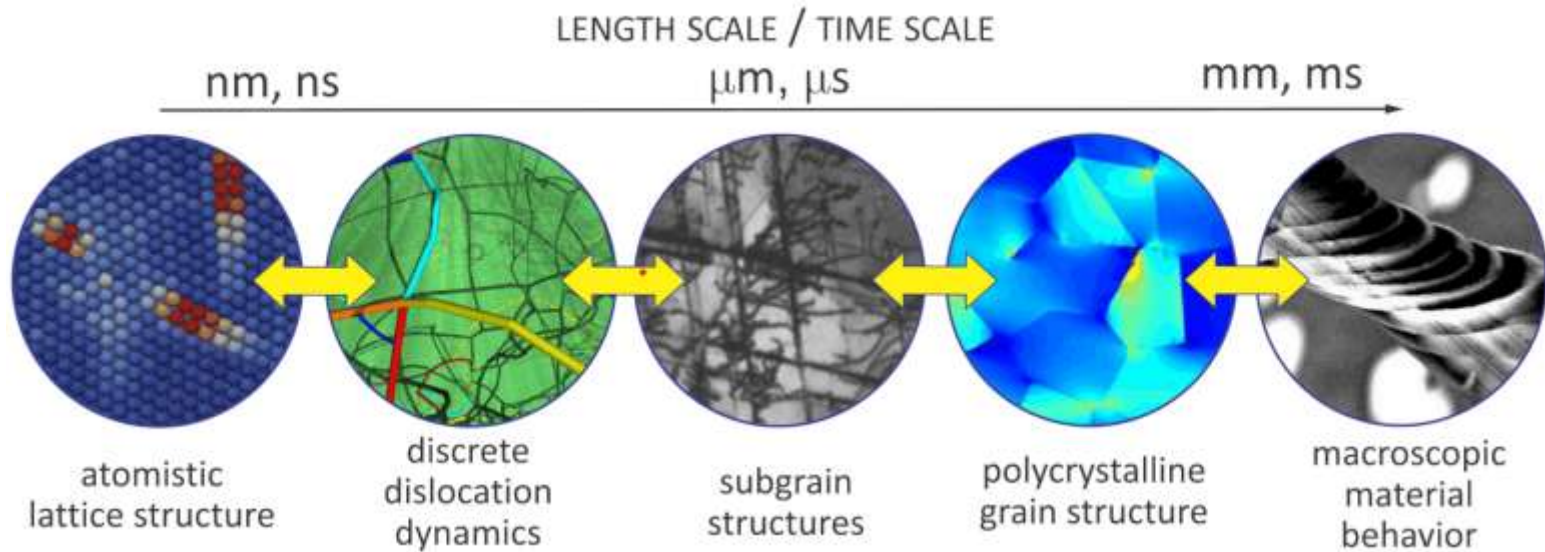 LENGTH SCALE / TIME SCALE
nm, ns
μm, μs
mm, ms
atomistic
lattice structure
discrete
dislocation
dynamics
subgrain
structures
polycrystalline
grain structure
macroscopic
material
behavior